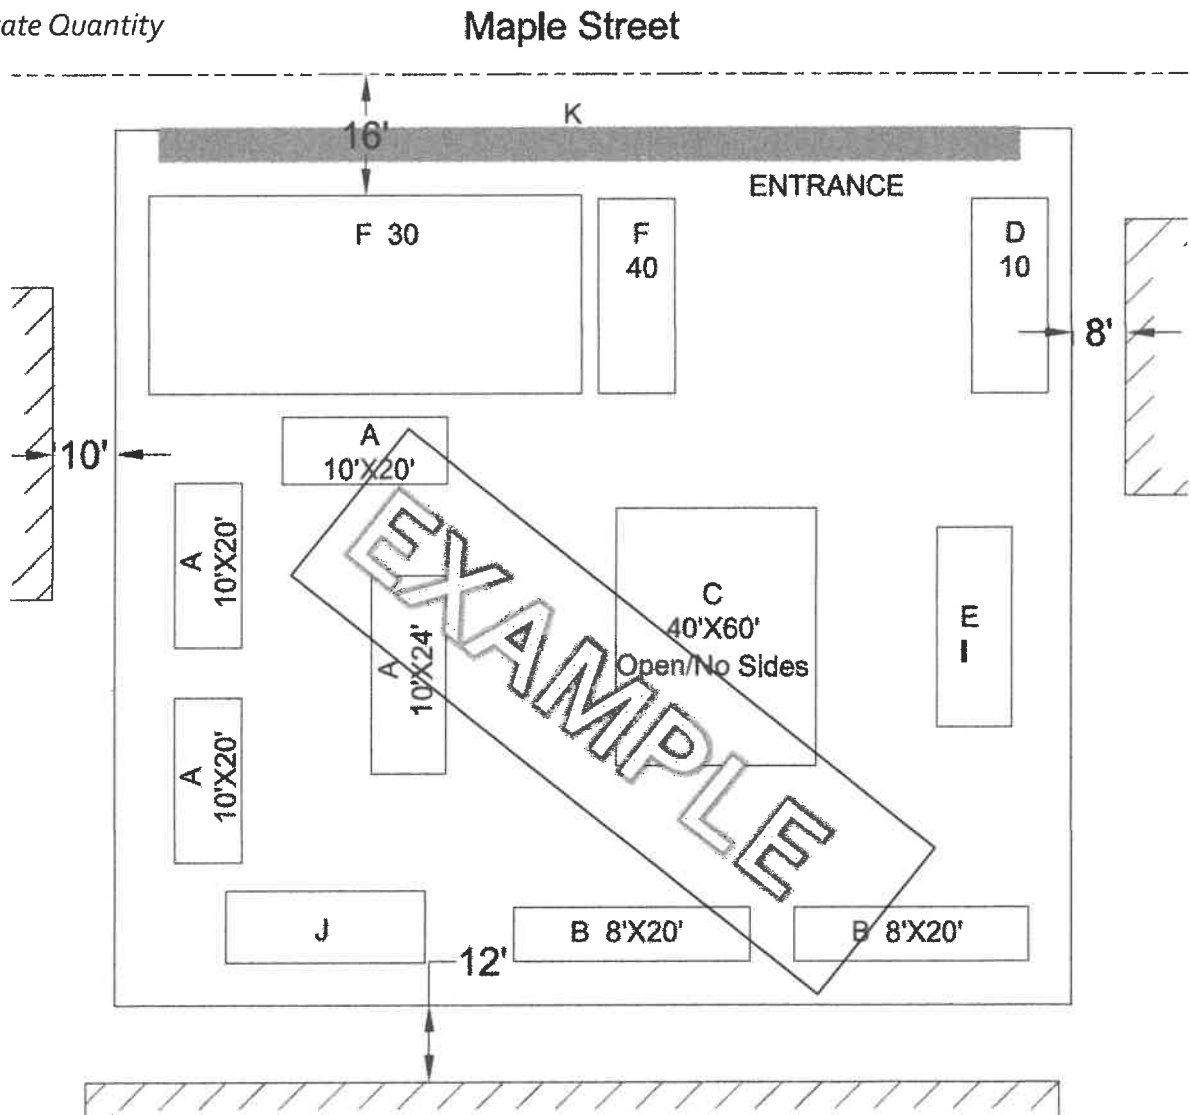 ate Quantity
Maple Street
K
16'
ENTRANCE
F 30
F
40
D
10
8'
10'
A
10'X20'
A
10'X20'
EXAMPLE
A
10'X24'
C
40'X60'
Open/No Sides
E
I
A
10'X20'
J
B 8'X20'
B 8'X20'
12'